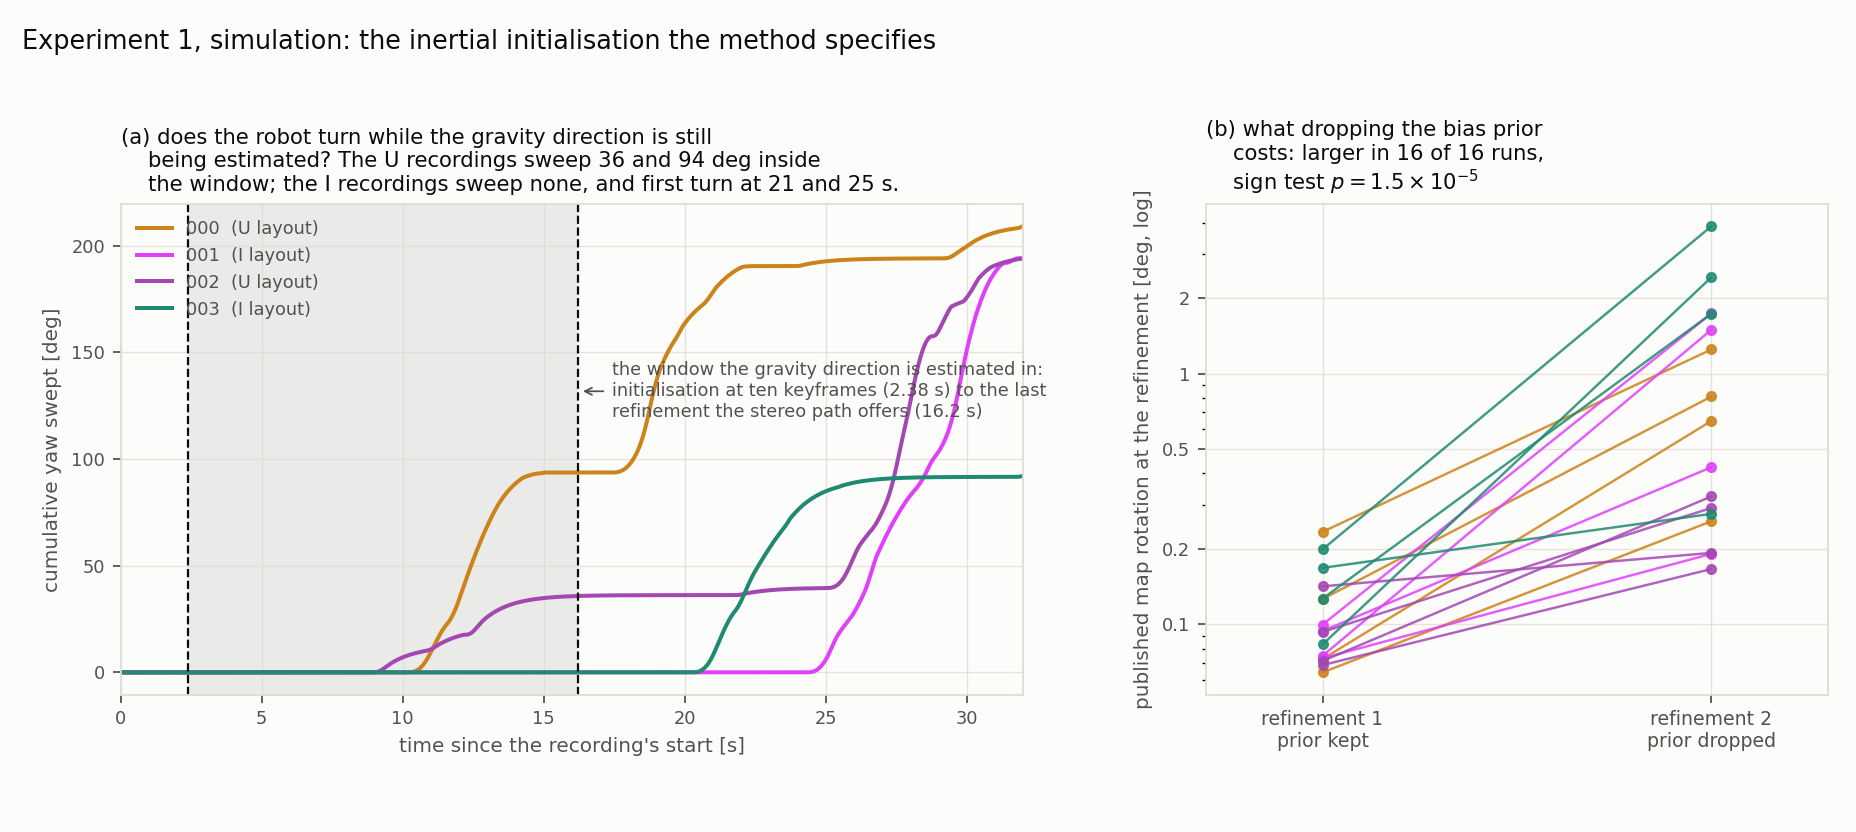 Experiment 1, simulation: the inertial initialisation the method specifies
(a) does the robot turn while the gravity direction is still
being estimated? The U recordings sweep 36 and 94 deg inside
the window; the I recordings sweep none, and first turn at 21 and 25 s.
000 (U layout)
001 (I layout)
002 (U layout)
003 (I layout)
the window the gravity direction is estimated in:
initialisation at ten keyframes (2.38 s) to the last
refinement the stereo path offers (16.2 s)
cumulative yaw swept [deg]
200
150
100
50
0
0 5 10 15 20 25 30
time since the recording's start [s]
(b) what dropping the bias prior
costs: larger in 16 of 16 runs,
sign test p = 1.5 × 10⁻⁵
published map rotation at the refinement [deg, log]
2
1
0.5
0.2
0.1
refinement 1
prior kept
refinement 2
prior dropped